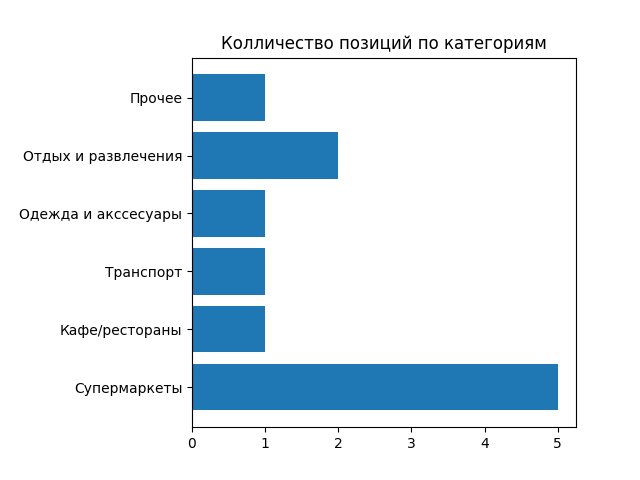 Колличество позиций по категориям
Прочее
Отдых и развлечения
Одежда и акссесуары
Транспорт
Кафе/рестораны
Супермаркеты
0 1 2 3 4 5